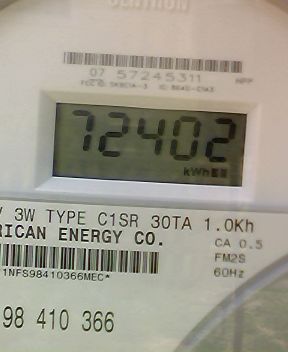 CENTRON
07 57245311
72402
kWh
3W TYPE C1SR 30TA 1.0Kh
RICAN ENERGY CO.
CA 0.5
FM2S
60Hz
1NFS98410366MEC*
98 410 366